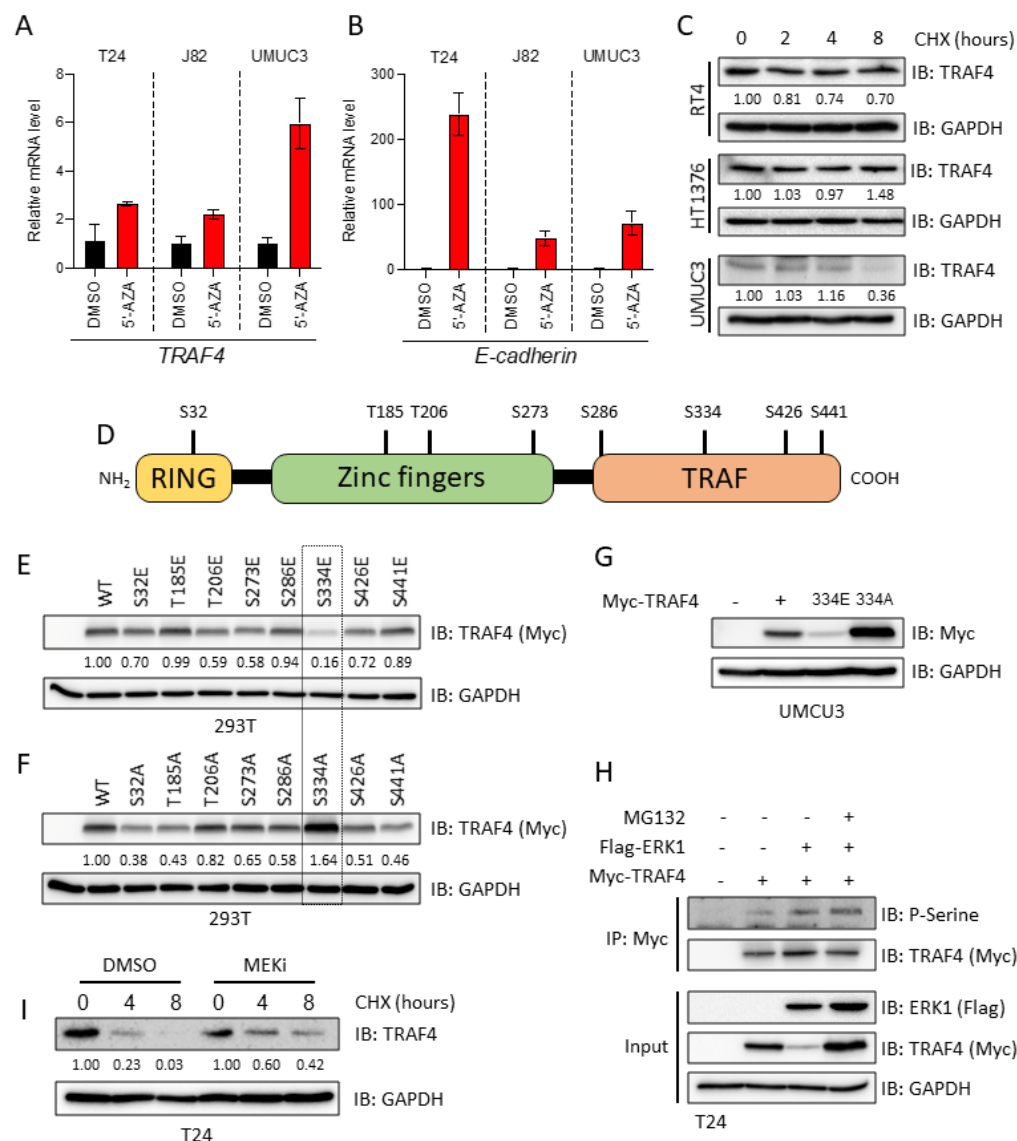 A
T24 J82 UMUC3
Relative mRNA level
8
6
4
2
0
DMSO 5'-AZA DMSO 5'-AZA DMSO 5'-AZA
TRAF4
B
T24 J82 UMUC3
Relative mRNA level
300
200
100
0
DMSO 5'-AZA DMSO 5'-AZA DMSO 5'-AZA
E-cadherin
C
0 2 4 8 CHX (hours)
RT4
IB: TRAF4
1.00 0.81 0.74 0.70
IB: GAPDH
HT1376
IB: TRAF4
1.00 1.03 0.97 1.48
IB: GAPDH
UMUC3
IB: TRAF4
1.00 1.03 1.16 0.36
IB: GAPDH
D
S32 T185 T206 S273 S286 S334 S426 S441
NH2 RING Zinc fingers TRAF COOH
E
WT S32E T185E T206E S273E S286E S334E S426E S441E
IB: TRAF4 (Myc)
1.00 0.70 0.99 0.59 0.58 0.94 0.16 0.72 0.89
IB: GAPDH
293T
F
WT S32A T185A T206A S273A S286A S334A S426A S441A
IB: TRAF4 (Myc)
1.00 0.38 0.43 0.82 0.65 0.58 1.64 0.51 0.46
IB: GAPDH
293T
G
Myc-TRAF4 - + 334E 334A
IB: Myc
IB: GAPDH
UMCU3
H
MG132 - - - +
Flag-ERK1 - - + +
Myc-TRAF4 - + + +
IP: Myc
IB: P-Serine
IB: TRAF4 (Myc)
Input
IB: ERK1 (Flag)
IB: TRAF4 (Myc)
IB: GAPDH
T24
I
DMSO MEKi
0 4 8 0 4 8 CHX (hours)
IB: TRAF4
1.00 0.23 0.03 1.00 0.60 0.42
IB: GAPDH
T24